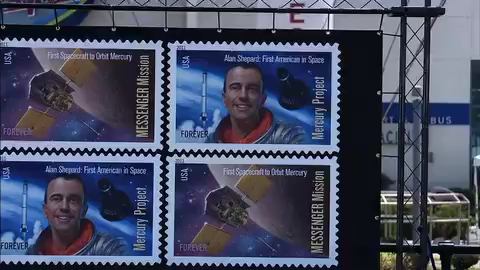 First Spacecraft to Orbit Mercury
USA
MESSENGER Mission
FOREVER
2011
Alan Shepard: First American in Space
USA
Mercury Project
FOREVER
Alan Shepard: First American in Space
USA
Mercury Project
FOREVER
First Spacecraft to Orbit Mercury
USA
MESSENGER Mission
FOREVER
BUS